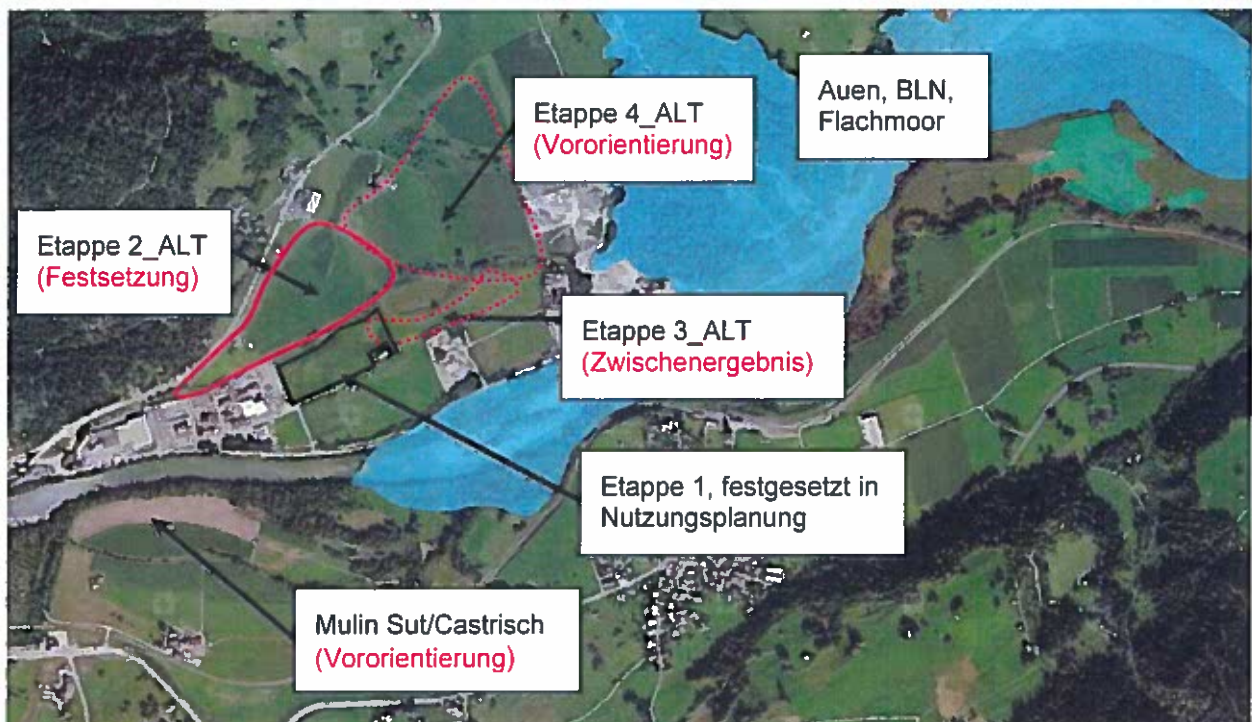 Auen, BLN,
Flachmoor
Etappe 4_ALT
(Vororientierung)
Etappe 2_ALT
(Festsetzung)
Etappe 3_ALT
(Zwischenergebnis)
Etappe 1, festgesetzt in
Nutzungsplanung
Mulin Sut/Castrisch
(Vororientierung)